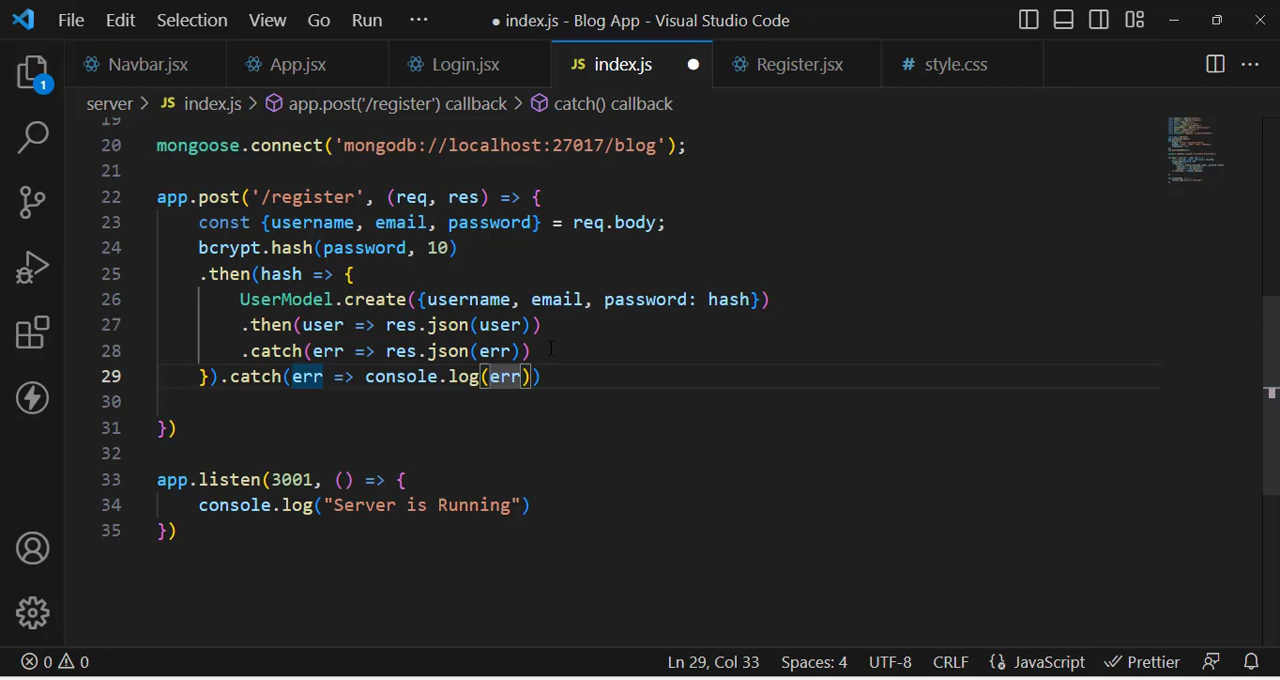 File Edit Selection View Go Run ··· ● index.js - Blog App - Visual Studio Code
Navbar.jsx App.jsx Login.jsx JS index.js ● Register.jsx # style.css ···
1
server > JS index.js > app.post('/register') callback > catch() callback
19
20 mongoose.connect('mongodb://localhost:27017/blog');
21
22 app.post('/register', (req, res) => {
23 const {username, email, password} = req.body;
24 bcrypt.hash(password, 10)
25 .then(hash => {
26 UserModel.create({username, email, password: hash})
27 .then(user => res.json(user))
28 .catch(err => res.json(err))
29 }).catch(err => console.log(err))
30
31 })
32
33 app.listen(3001, () => {
34 console.log("Server is Running")
35 })
0 0 Ln 29, Col 33 Spaces: 4 UTF-8 CRLF {} JavaScript Prettier